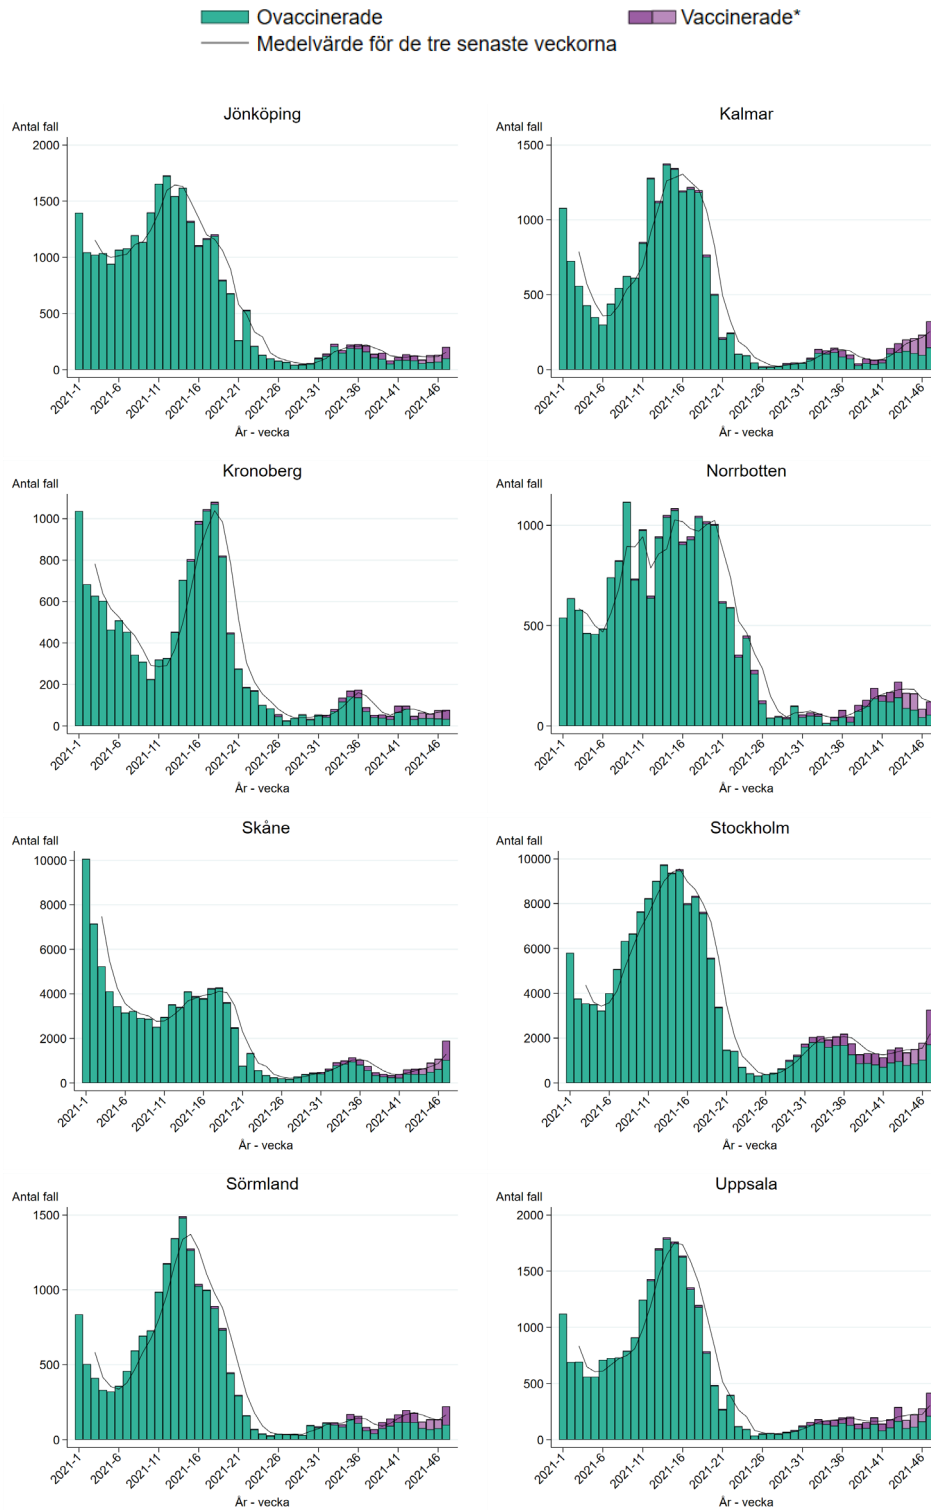 Ovaccinerade
Vaccinerade*
Medelvärde för de tre senaste veckorna
Jönköping
Antal fall
2000
1500
1000
500
0
2021-1 2021-6 2021-11 2021-16 2021-21 2021-26 2021-31 2021-36 2021-41 2021-46
År - vecka
Kalmar
Antal fall
1500
1000
500
0
2021-1 2021-6 2021-11 2021-16 2021-21 2021-26 2021-31 2021-36 2021-41 2021-46
År - vecka
Kronoberg
Antal fall
1000
800
600
400
200
0
2021-1 2021-6 2021-11 2021-16 2021-21 2021-26 2021-31 2021-36 2021-41 2021-46
År - vecka
Norrbotten
Antal fall
1000
500
0
2021-1 2021-6 2021-11 2021-16 2021-21 2021-26 2021-31 2021-36 2021-41 2021-46
År - vecka
Skåne
Antal fall
10000
8000
6000
4000
2000
0
2021-1 2021-6 2021-11 2021-16 2021-21 2021-26 2021-31 2021-36 2021-41 2021-46
År - vecka
Stockholm
Antal fall
10000
8000
6000
4000
2000
0
2021-1 2021-6 2021-11 2021-16 2021-21 2021-26 2021-31 2021-36 2021-41 2021-46
År - vecka
Sörmland
Antal fall
1500
1000
500
0
2021-1 2021-6 2021-11 2021-16 2021-21 2021-26 2021-31 2021-36 2021-41 2021-46
År - vecka
Uppsala
Antal fall
2000
1500
1000
500
0
2021-1 2021-6 2021-11 2021-16 2021-21 2021-26 2021-31 2021-36 2021-41 2021-46
År - vecka